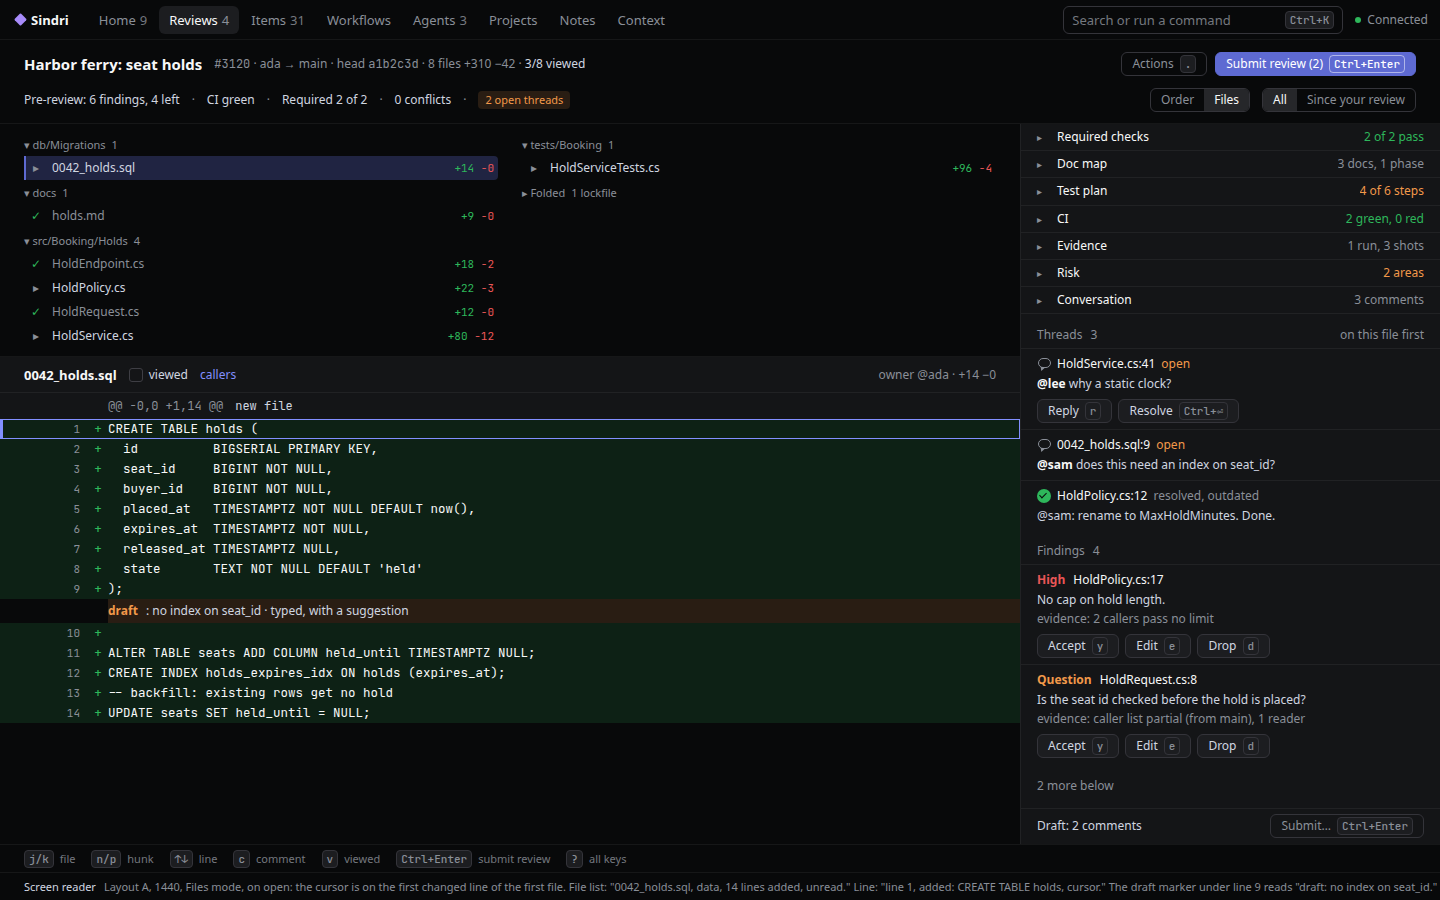 Sindri Home 9 Reviews 4 Items 31 Workflows Agents 3 Projects Notes Context Search or run a command Ctrl+K Connected
Harbor ferry: seat holds #3120 · ada → main · head a1b2c3d · 8 files +310 −42 · 3/8 viewed Actions . Submit review (2) Ctrl+Enter
Pre-review: 6 findings, 4 left · CI green · Required 2 of 2 · 0 conflicts · 2 open threads Order Files All Since your review
▾ db/Migrations 1
▸ 0042_holds.sql +14 -0
▾ docs 1
✓ holds.md +9 -0
▾ src/Booking/Holds 4
✓ HoldEndpoint.cs +18 -2
▸ HoldPolicy.cs +22 -3
✓ HoldRequest.cs +12 -0
▸ HoldService.cs +80 -12
▾ tests/Booking 1
▸ HoldServiceTests.cs +96 -4
▸ Folded 1 lockfile
0042_holds.sql viewed callers owner @ada · +14 −0
@@ -0,0 +1,14 @@ new file
1 + CREATE TABLE holds (
2 + id BIGSERIAL PRIMARY KEY,
3 + seat_id BIGINT NOT NULL,
4 + buyer_id BIGINT NOT NULL,
5 + placed_at TIMESTAMPTZ NOT NULL DEFAULT now(),
6 + expires_at TIMESTAMPTZ NOT NULL,
7 + released_at TIMESTAMPTZ NULL,
8 + state TEXT NOT NULL DEFAULT 'held'
9 + );
draft : no index on seat_id · typed, with a suggestion
10 +
11 + ALTER TABLE seats ADD COLUMN held_until TIMESTAMPTZ NULL;
12 + CREATE INDEX holds_expires_idx ON holds (expires_at);
13 + -- backfill: existing rows get no hold
14 + UPDATE seats SET held_until = NULL;
▸ Required checks 2 of 2 pass
▸ Doc map 3 docs, 1 phase
▸ Test plan 4 of 6 steps
▸ CI 2 green, 0 red
▸ Evidence 1 run, 3 shots
▸ Risk 2 areas
▸ Conversation 3 comments
Threads 3 on this file first
HoldService.cs:41 open
@lee why a static clock?
Reply r Resolve Ctrl+⏎
0042_holds.sql:9 open
@sam does this need an index on seat_id?
HoldPolicy.cs:12 resolved, outdated
@sam: rename to MaxHoldMinutes. Done.
Findings 4
High HoldPolicy.cs:17
No cap on hold length.
evidence: 2 callers pass no limit
Accept y Edit e Drop d
Question HoldRequest.cs:8
Is the seat id checked before the hold is placed?
evidence: caller list partial (from main), 1 reader
Accept y Edit e Drop d
2 more below
Draft: 2 comments Submit... Ctrl+Enter
j/k file n/p hunk ↑↓ line c comment v viewed Ctrl+Enter submit review ? all keys
Screen reader Layout A, 1440, Files mode, on open: the cursor is on the first changed line of the first file. File list: "0042_holds.sql, data, 14 lines added, unread." Line: "line 1, added: CREATE TABLE holds, cursor." The draft marker under line 9 reads "draft: no index on seat_id."